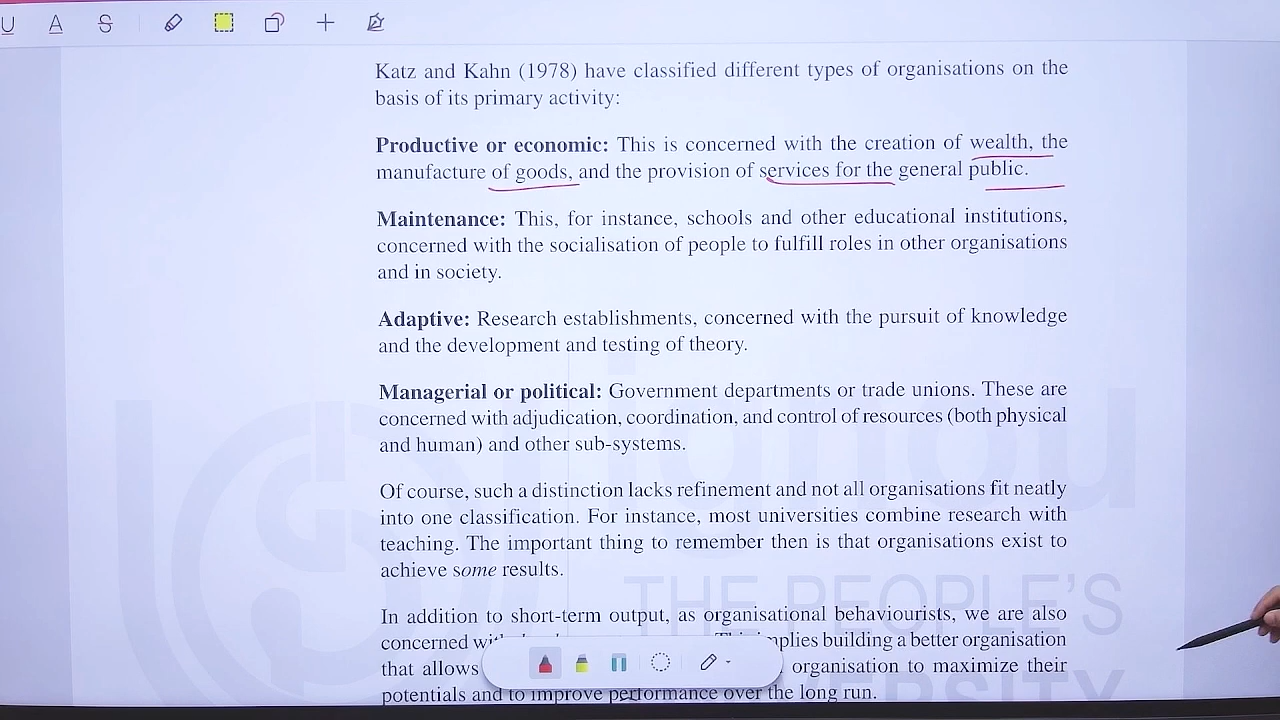 U A S
Katz and Kahn (1978) have classified different types of organisations on the
basis of its primary activity:
Productive or economic: This is concerned with the creation of wealth, the
manufacture of goods, and the provision of services for the general public.
Maintenance: This, for instance, schools and other educational institutions,
concerned with the socialisation of people to fulfill roles in other organisations
and in society.
Adaptive: Research establishments, concerned with the pursuit of knowledge
and the development and testing of theory.
Managerial or political: Government departments or trade unions. These are
concerned with adjudication, coordination, and control of resources (both physical
and human) and other sub-systems.
Of course, such a distinction lacks refinement and not all organisations fit neatly
into one classification. For instance, most universities combine research with
teaching. The important thing to remember then is that organisations exist to
achieve some results.
In addition to short-term output, as organisational behaviourists, we are also
concerned building a better organisation
that allows organisation to maximize their
potentials and to improve performance over the long run.
ignou
THE PEOPLE'S